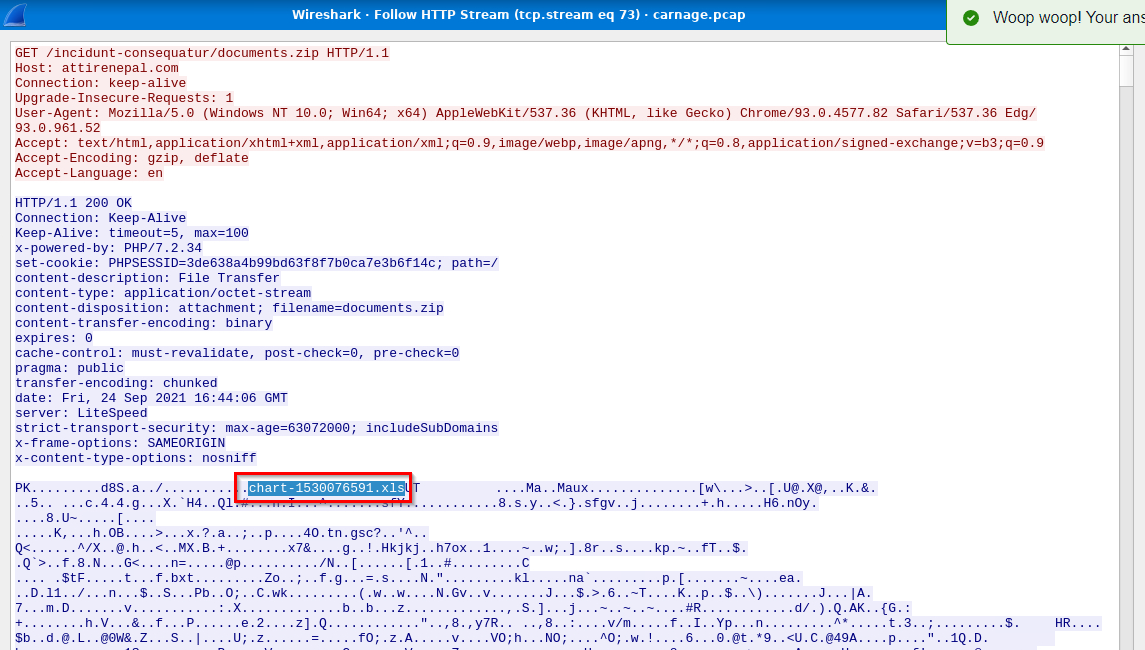 Wireshark · Follow HTTP Stream (tcp.stream eq 73) · carnage.pcap
Woop woop! Your ans
GET /incidunt-consequatur/documents.zip HTTP/1.1
Host: attirenepal.com
Connection: keep-alive
Upgrade-Insecure-Requests: 1
User-Agent: Mozilla/5.0 (Windows NT 10.0; Win64; x64) AppleWebKit/537.36 (KHTML, like Gecko) Chrome/93.0.4577.82 Safari/537.36 Edg/
93.0.961.52
Accept: text/html,application/xhtml+xml,application/xml;q=0.9,image/webp,image/apng,*/*;q=0.8,application/signed-exchange;v=b3;q=0.9
Accept-Encoding: gzip, deflate
Accept-Language: en
HTTP/1.1 200 OK
Connection: Keep-Alive
Keep-Alive: timeout=5, max=100
x-powered-by: PHP/7.2.34
set-cookie: PHPSESSID=3de638a4b99bd63f8f7b0ca7e3b6f14c; path=/
content-description: File Transfer
content-type: application/octet-stream
content-disposition: attachment; filename=documents.zip
content-transfer-encoding: binary
expires: 0
cache-control: must-revalidate, post-check=0, pre-check=0
pragma: public
transfer-encoding: chunked
date: Fri, 24 Sep 2021 16:44:06 GMT
server: LiteSpeed
strict-transport-security: max-age=63072000; includeSubDomains
x-frame-options: SAMEORIGIN
x-content-type-options: nosniff
PK.........d8S.a../...........chart-1530076591.xlsUT ....Ma..Maux..............[w\...>..[.U@.X@,..K.&.
....8.U~.....[....
.....K,...h.OB....>...x.?.a..;..p....4O.tn.gsc?..'^..
Q<......^/X..@.h..<..MX.B.+........x7&....g..!.Hkjkj..h7ox..1....~..w;.].8r..s....kp.~..fT..$.
.Q`>..f.8.N...G<....n=.....@p..........​/N..[......[.1..#.........C
.... .$tF.....t...f.bxt.........Zo..;..f.g...=.s....N.".........kl.....na`.........p.[.......~....ea.
..D.l1../...n...$..S...Pb..O;..C.wk.........(.w..w....N.Gv..v.......J...$.>.6..~T....K..p..$..\).......J...|A.
7...m.D.......v...........:.X.............b..b...z.............,.S.]...j...~..~..~....#R............d/.).Q.AK..{G.:
+........h.V...&..f...P......e.2....z].Q............"..,8.,y7R.. ..,8..:....v/m.....f..I..Yp...n.........^*.....t.3..;.........$. HR....
$b..d.@.L..@0W&.Z...S..|....U;.z......=.....fO;.z.A.....v....VO;h...NO;....^O;.w.!....6...0.@t.*9..<U.C.@49A....p...."..1Q.D.